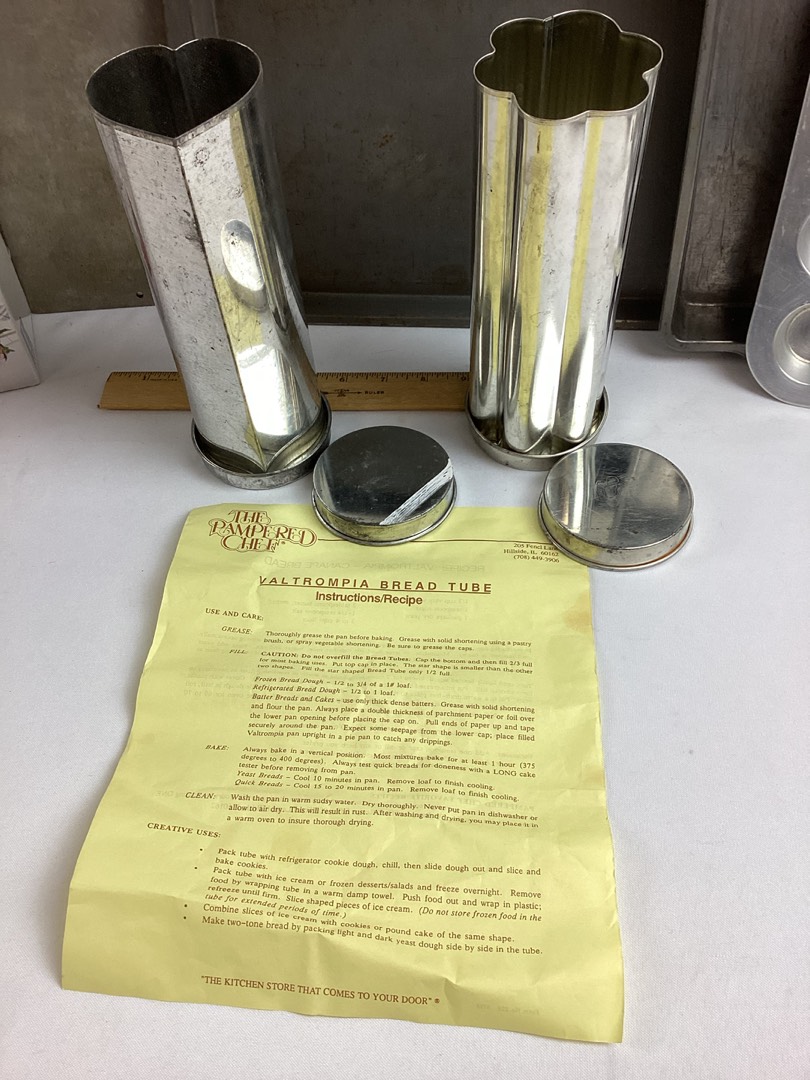 THE
PAMPERED
CHEF®
205 Fencl Lane
Hillside, IL 60162
(708) 449-3906
VALTROMPIA BREAD TUBE
Instructions/Recipe
USE AND CARE:
GREASE: Thoroughly grease the pan before baking. Grease with solid shortening using a pastry
brush, or spray vegetable shortening. Be sure to grease the caps.
FILL: CAUTION: Do not overfill the Bread Tubes. Cap the bottom and then fill 2/3 full
for most baking uses. Put top cap in place. The star shape is smaller than the other
two shapes. Fill the star shaped Bread Tube only 1/2 full.
Frozen Bread Dough - 1/2 to 3/4 of a 1# loaf.
Refrigerated Bread Dough - 1/2 to 1 loaf.
Batter Breads and Cakes - use only thick dense batters. Grease with solid shortening
and flour the pan. Always place a double thickness of parchment paper or foil over
the lower pan opening before placing the cap on. Pull ends of paper up and tape
securely around the pan. Expect some seepage from the lower cap; place filled
Valtrompia pan upright in a pie pan to catch any drippings.
BAKE: Always bake in a vertical position. Most mixtures bake for at least 1 hour (375
degrees to 400 degrees). Always test quick breads for doneness with a LONG cake
tester before removing from pan.
Yeast Breads - Cool 10 minutes in pan. Remove loaf to finish cooling.
Quick Breads - Cool 15 to 20 minutes in pan. Remove loaf to finish cooling.
CLEAN: Wash the pan in warm sudsy water. Dry thoroughly. Never put pan in dishwasher or
allow to air dry. This will result in rust. After washing and drying, you may place it in
a warm oven to insure thorough drying.
CREATIVE USES:
• Pack tube with refrigerator cookie dough, chill, then slide dough out and slice and
bake cookies.
• Pack tube with ice cream or frozen desserts/salads and freeze overnight. Remove
food by wrapping tube in a warm damp towel. Push food out and wrap in plastic;
refreeze until firm. Slice shaped pieces of ice cream. (Do not store frozen food in the
tube for extended periods of time.)
• Combine slices of ice cream with cookies or pound cake of the same shape.
• Make two-tone bread by packing light and dark yeast dough side by side in the tube.
"THE KITCHEN STORE THAT COMES TO YOUR DOOR" ®